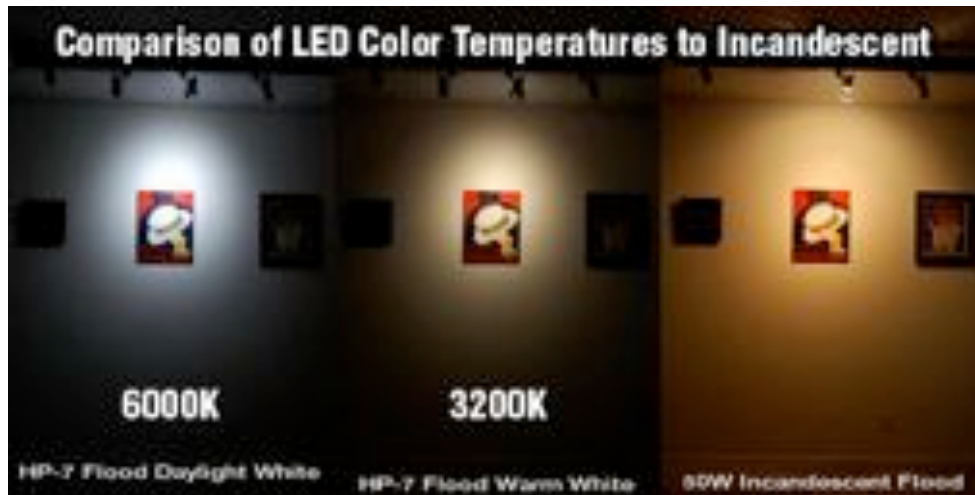 Comparison of LED Color Temperatures to Incandescent
6000K
3200K
HP-7 Flood Daylight White
HP-7 Flood Warm White
Incandescent Flood